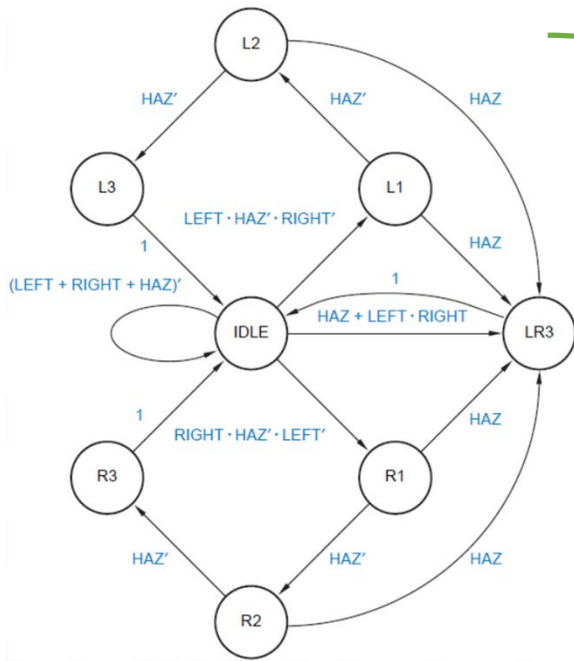 L2
HAZ′
HAZ′
HAZ
L3
L1
LEFT · HAZ′ · RIGHT′
1
HAZ
(LEFT + RIGHT + HAZ)′
1
IDLE
HAZ + LEFT · RIGHT
LR3
1
RIGHT · HAZ′ · LEFT′
HAZ
R3
R1
HAZ′
HAZ′
HAZ
R2